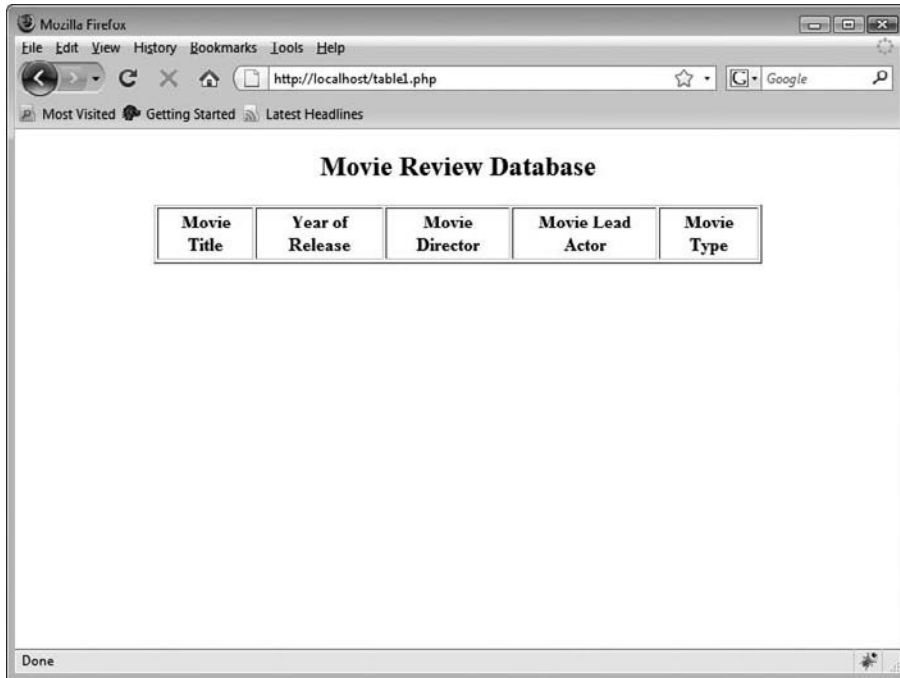 Mozilla Firefox
File Edit View History Bookmarks Tools Help
http://localhost/table1.php
G Google
Most Visited Getting Started Latest Headlines
Movie Review Database
Movie Title Year of Release Movie Director Movie Lead Actor Movie Type
Done